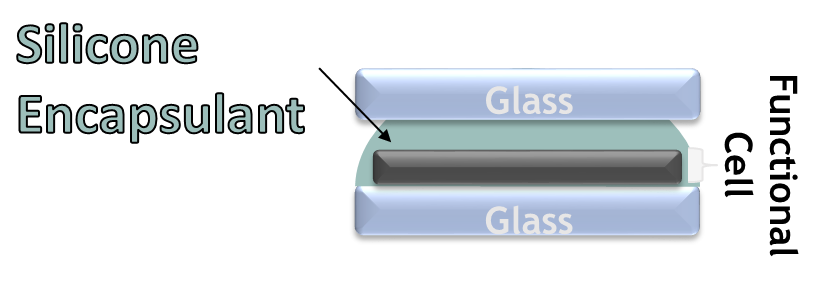 Silicone
Encapsulant
Glass
Glass
Functional
Cell